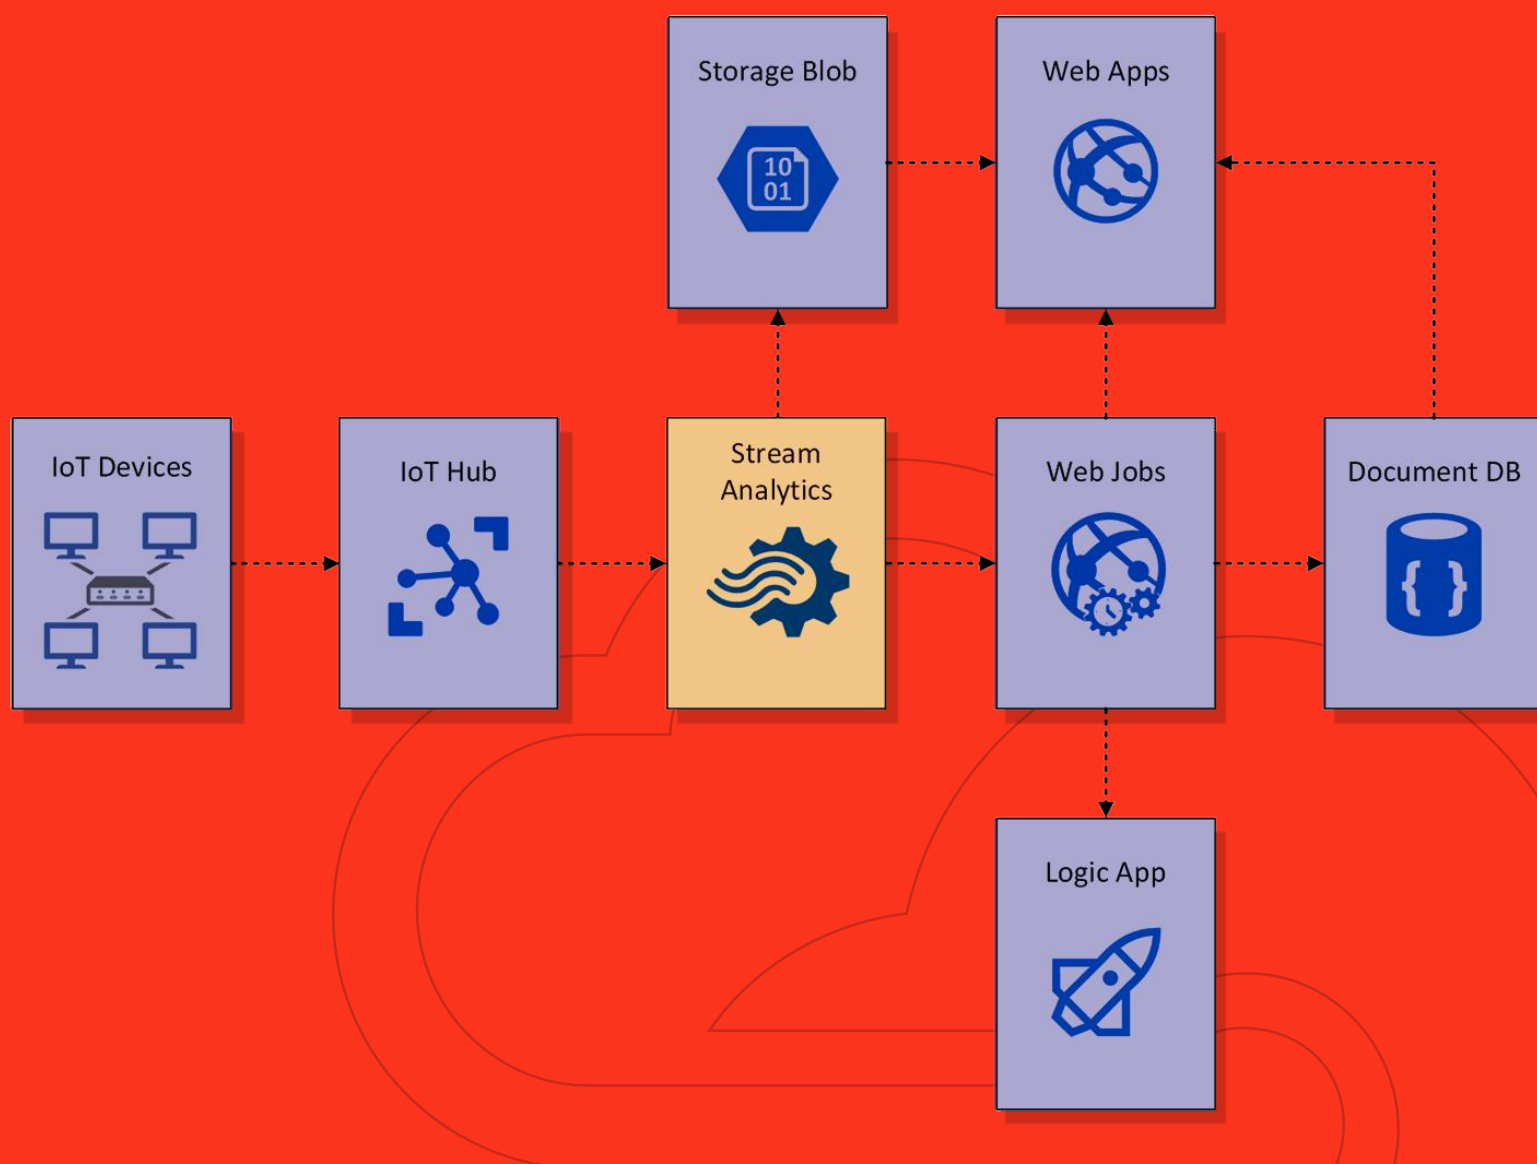 Storage Blob
10
01
Web Apps
IoT Devices
IoT Hub
Stream
Analytics
Web Jobs
Document DB
{ }
Logic App